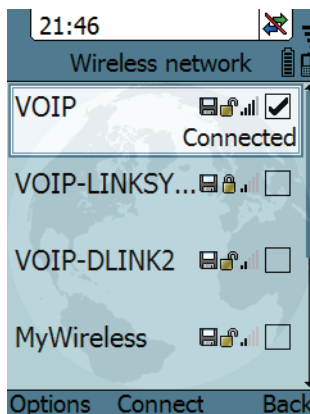 21:46
Wireless network
VOIP
Connected
VOIP-LINKSY...
VOIP-DLINK2
MyWireless
Options Connect Back